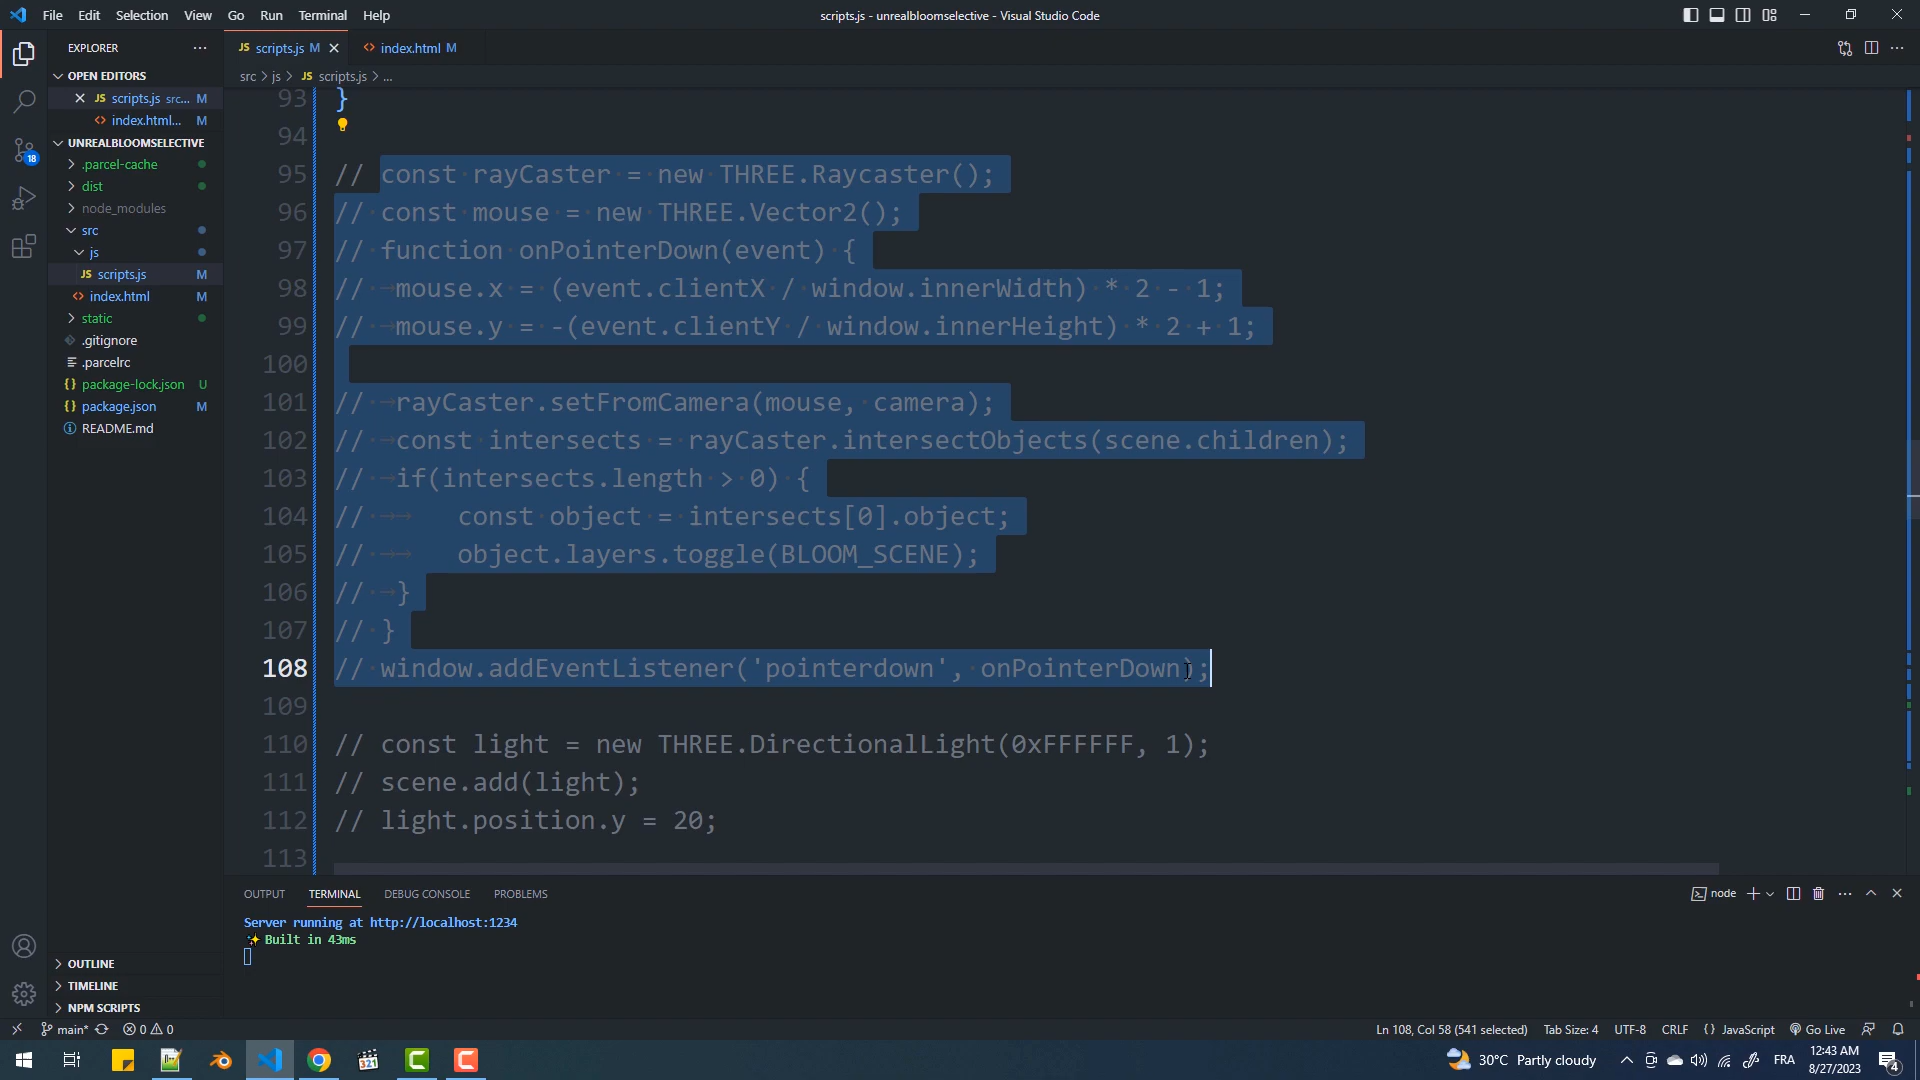 File Edit Selection View Go Run Terminal Help
scripts.js - unrealbloomselective - Visual Studio Code
EXPLORER
JS scripts.js M
<> index.html M
OPEN EDITORS
src > js > JS scripts.js > ...
JS scripts.js src... M
<> index.html... M
UNREALBLOOMSELECTIVE
.parcel-cache
dist
node_modules
src
js
JS scripts.js M
<> index.html M
static
.gitignore
.parcelrc
{} package-lock.json U
{} package.json M
README.md
OUTLINE
TIMELINE
NPM SCRIPTS
18
93 }
94
95 // const rayCaster = new THREE.Raycaster();
96 // const mouse = new THREE.Vector2();
97 // function onPointerDown(event) {
98 // mouse.x = (event.clientX / window.innerWidth) * 2 - 1;
99 // mouse.y = -(event.clientY / window.innerHeight) * 2 + 1;
100
101 // rayCaster.setFromCamera(mouse, camera);
102 // const intersects = rayCaster.intersectObjects(scene.children);
103 // if(intersects.length > 0) {
104 // const object = intersects[0].object;
105 // object.layers.toggle(BLOOM_SCENE);
106 // }
107 // }
108 // window.addEventListener('pointerdown', onPointerDown);
109
110 // const light = new THREE.DirectionalLight(0xFFFFFF, 1);
111 // scene.add(light);
112 // light.position.y = 20;
113
OUTPUT TERMINAL DEBUG CONSOLE PROBLEMS
node
Server running at http://localhost:1234
Built in 43ms
main* 0 0
Ln 108, Col 58 (541 selected) Tab Size: 4 UTF-8 CRLF {} JavaScript Go Live
321
30°C Partly cloudy
FRA
12:43 AM
8/27/2023
4